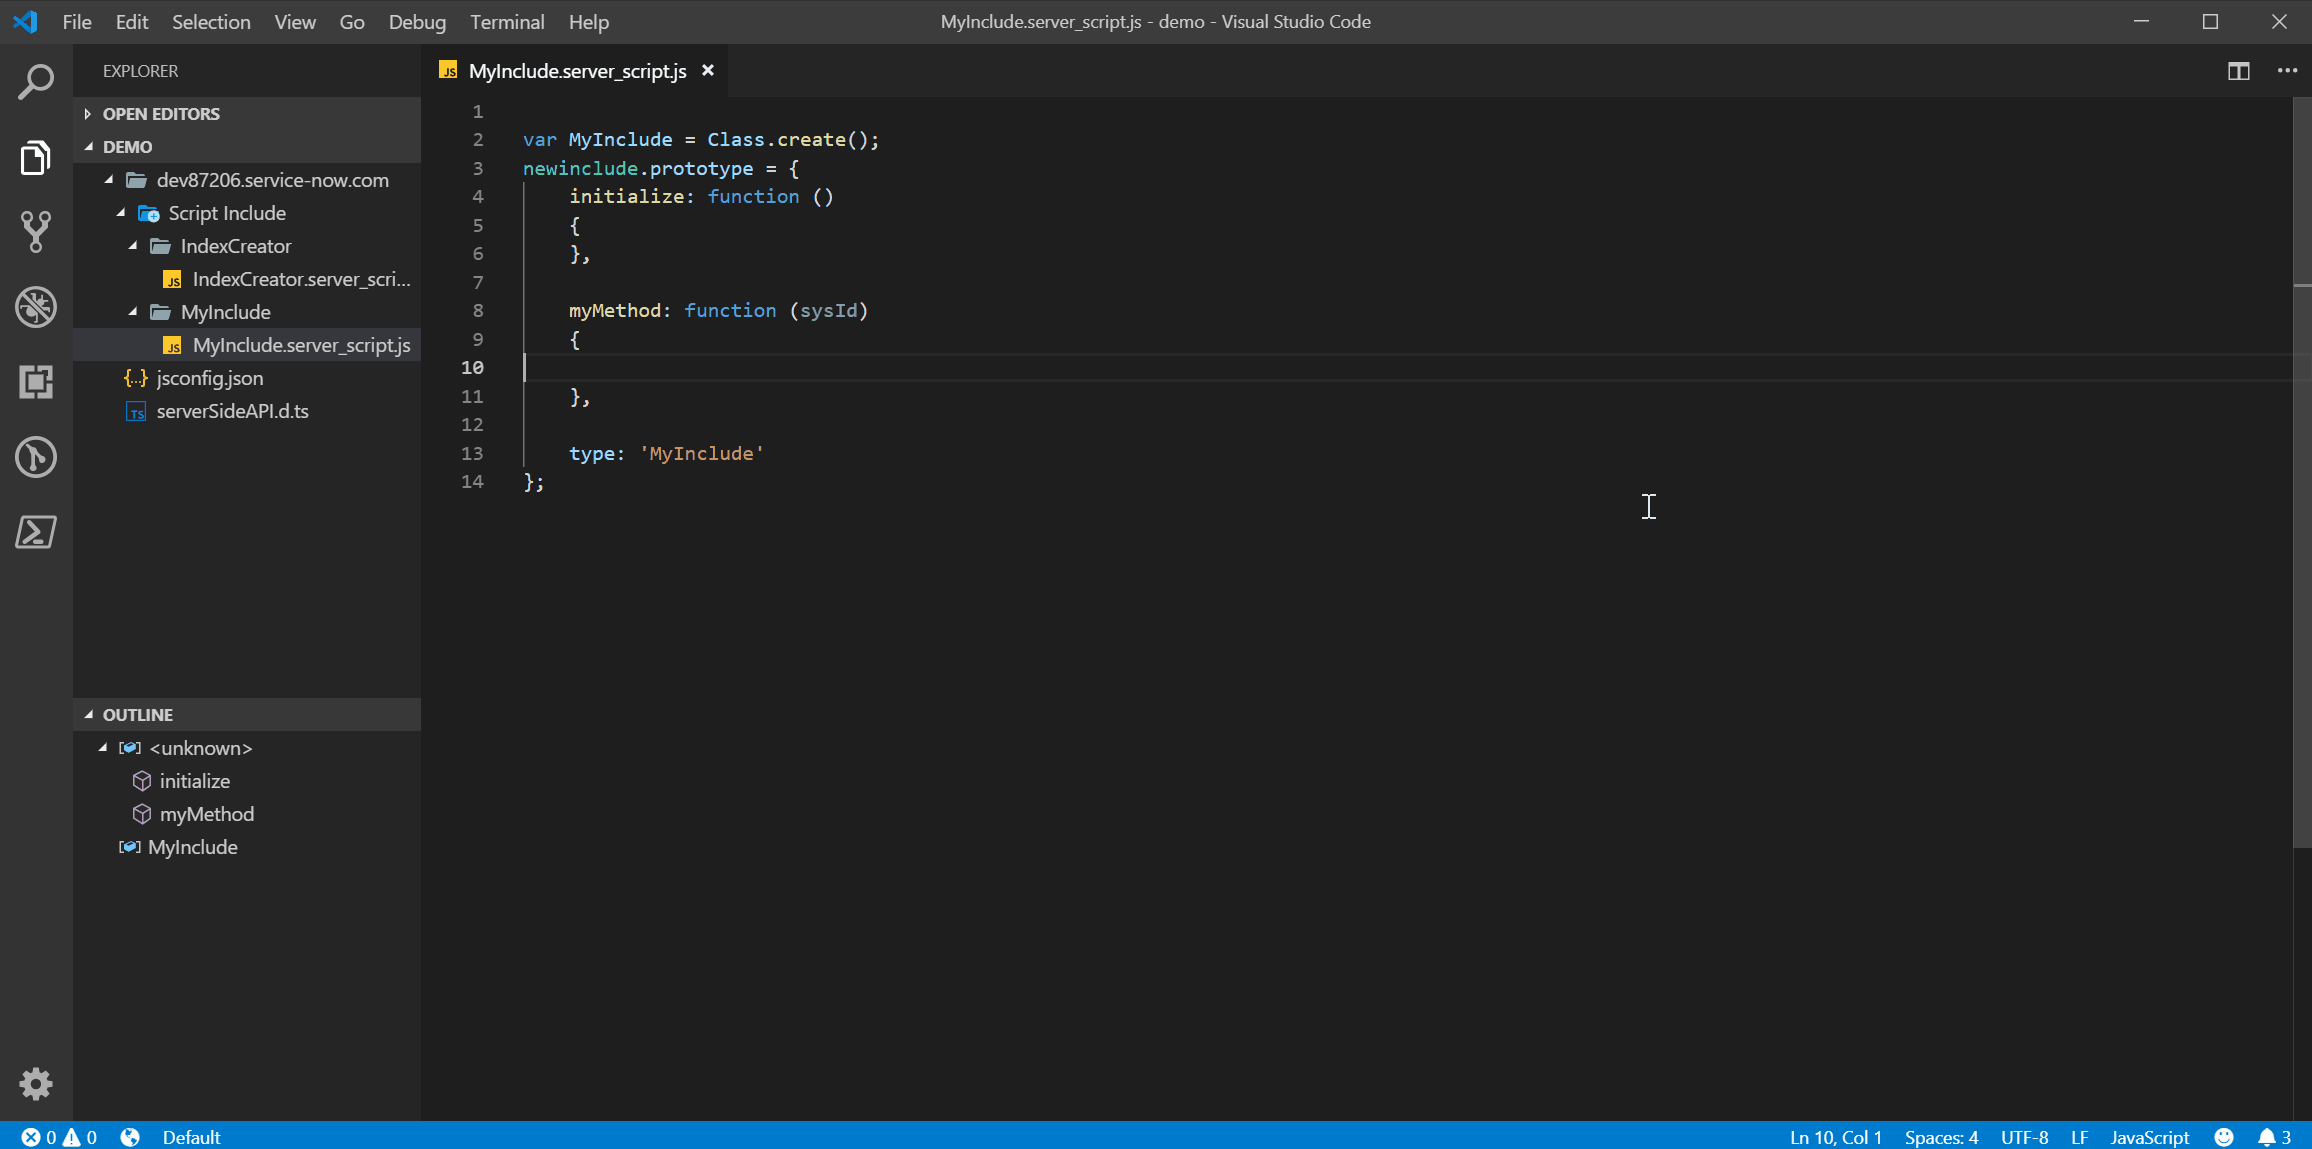 File Edit Selection View Go Debug Terminal Help
MyInclude.server_script.js - demo - Visual Studio Code
EXPLORER
OPEN EDITORS
DEMO
dev87206.service-now.com
Script Include
IndexCreator
JS IndexCreator.server_scri...
MyInclude
JS MyInclude.server_script.js
{..} jsconfig.json
TS serverSideAPI.d.ts
OUTLINE
<unknown>
initialize
myMethod
MyInclude
JS MyInclude.server_script.js
1
2 var MyInclude = Class.create();
3 newinclude.prototype = {
4 initialize: function ()
5 {
6 },
7
8 myMethod: function (sysId)
9 {
10
11 },
12
13 type: 'MyInclude'
14 };
0 0 Default
Ln 10, Col 1 Spaces: 4 UTF-8 LF JavaScript 3